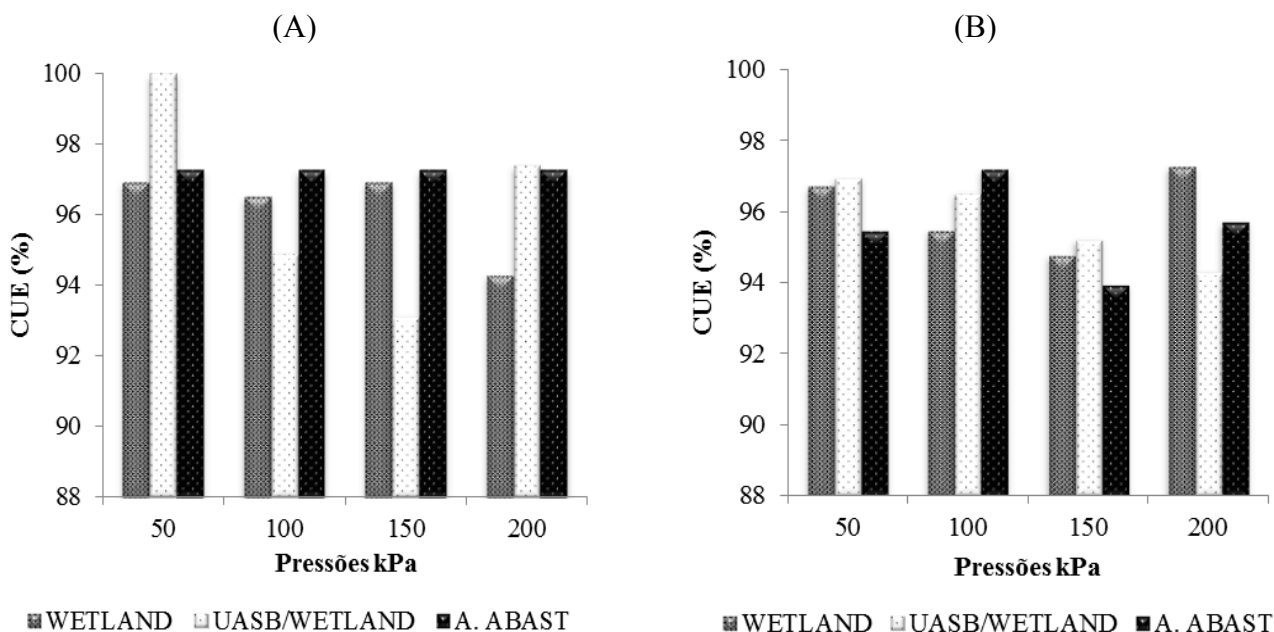 (A)
100
98
96
94
92
90
88
CUE (%)
50 100 150 200
Pressões kPa
WETLAND UASB/WETLAND A. ABAST
(B)
100
98
96
94
92
90
88
CUE (%)
50 100 150 200
Pressões kPa
WETLAND UASB/WETLAND A. ABAST